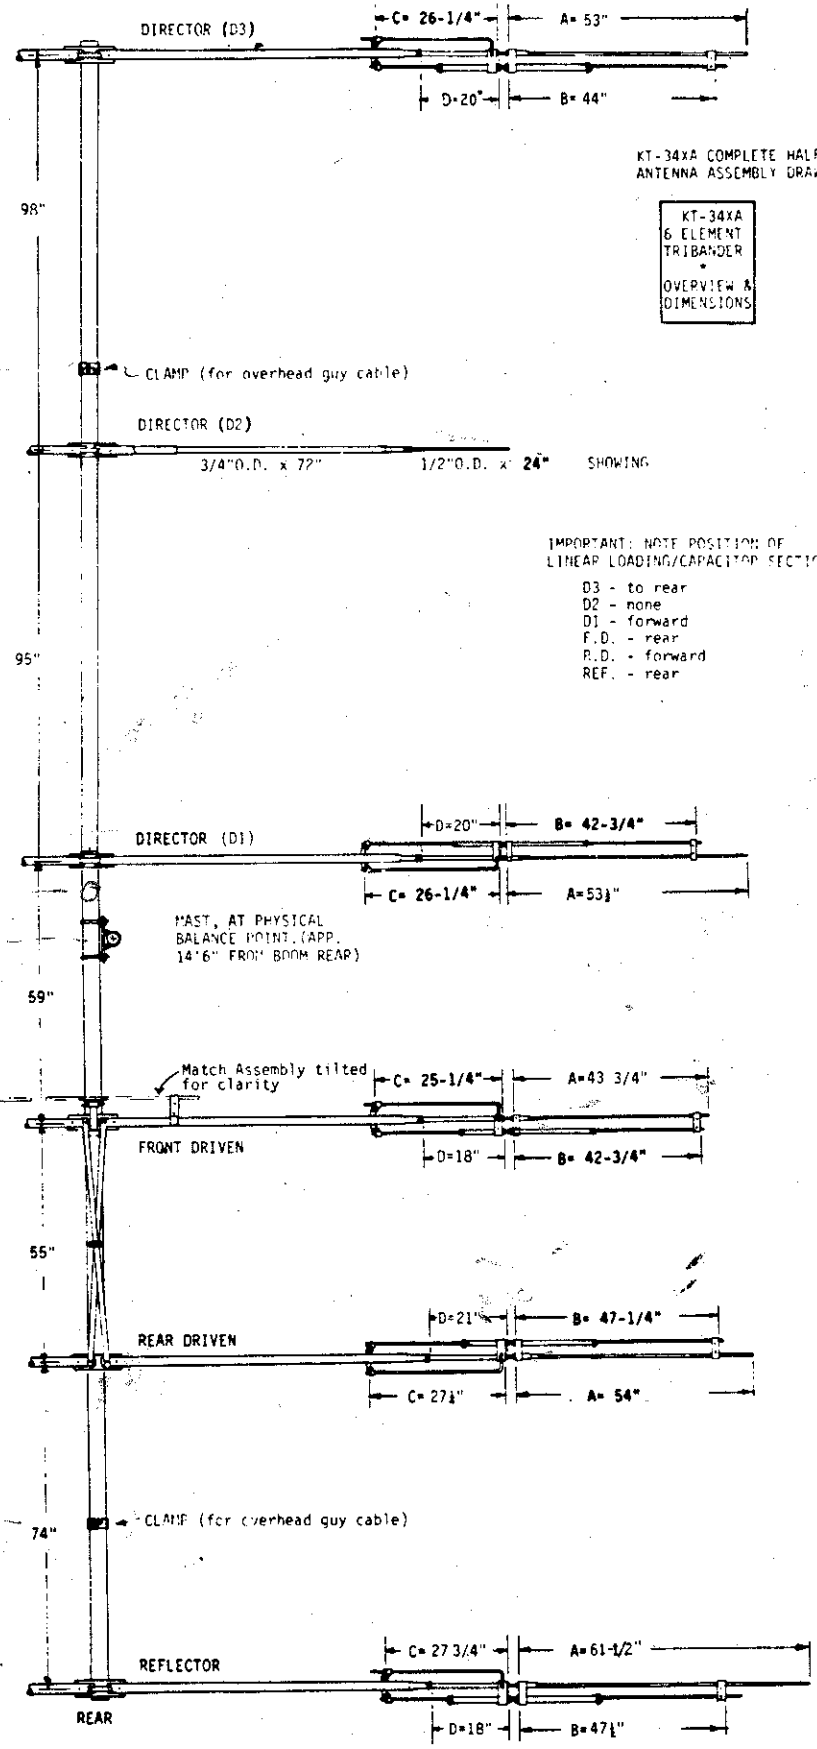 C= 26-1/4"
A= 53"
DIRECTOR (D3)
D=20"
B= 44"
KT-34XA COMPLETE HALF
ANTENNA ASSEMBLY DRA
98"
KT-34XA
6 ELEMENT
TRIBANDER
*
OVERVIEW &
DIMENSIONS
CLAMP (for overhead guy cable)
DIRECTOR (D2)
3/4"O.D. x 72"
1/2"O.D. x 24"
SHOWING
IMPORTANT: NOTE POSITION OF
LINEAR LOADING/CAPACITOR SECTIO
D3 - to rear
D2 - none
D1 - forward
F.D. - rear
R.D. - forward
REF. - rear
95"
D=20"
B= 42-3/4"
DIRECTOR (D1)
C= 26-1/4"
A= 53½"
MAST, AT PHYSICAL
BALANCE POINT. (APP.
14'6" FROM BOOM REAR)
59"
Match Assembly tilted
for clarity
C= 25-1/4"
A=43 3/4"
FRONT DRIVEN
D=18"
B= 42-3/4"
55"
D=21"
B= 47-1/4"
REAR DRIVEN
C= 27½"
A= 54"
74"
CLAMP (for overhead guy cable)
C= 27 3/4"
A=61-1/2"
REFLECTOR
REAR
D=18"
B=47½"